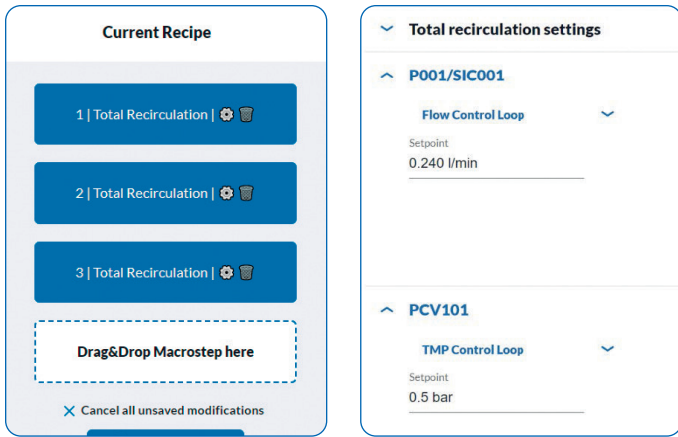 Current Recipe
1 | Total Recirculation |
2 | Total Recirculation |
3 | Total Recirculation |
Drag&Drop Macrostep here
Cancel all unsaved modifications
Total recirculation settings
P001/SIC001
Flow Control Loop
Setpoint
0.240 l/min
PCV101
TMP Control Loop
Setpoint
0.5 bar